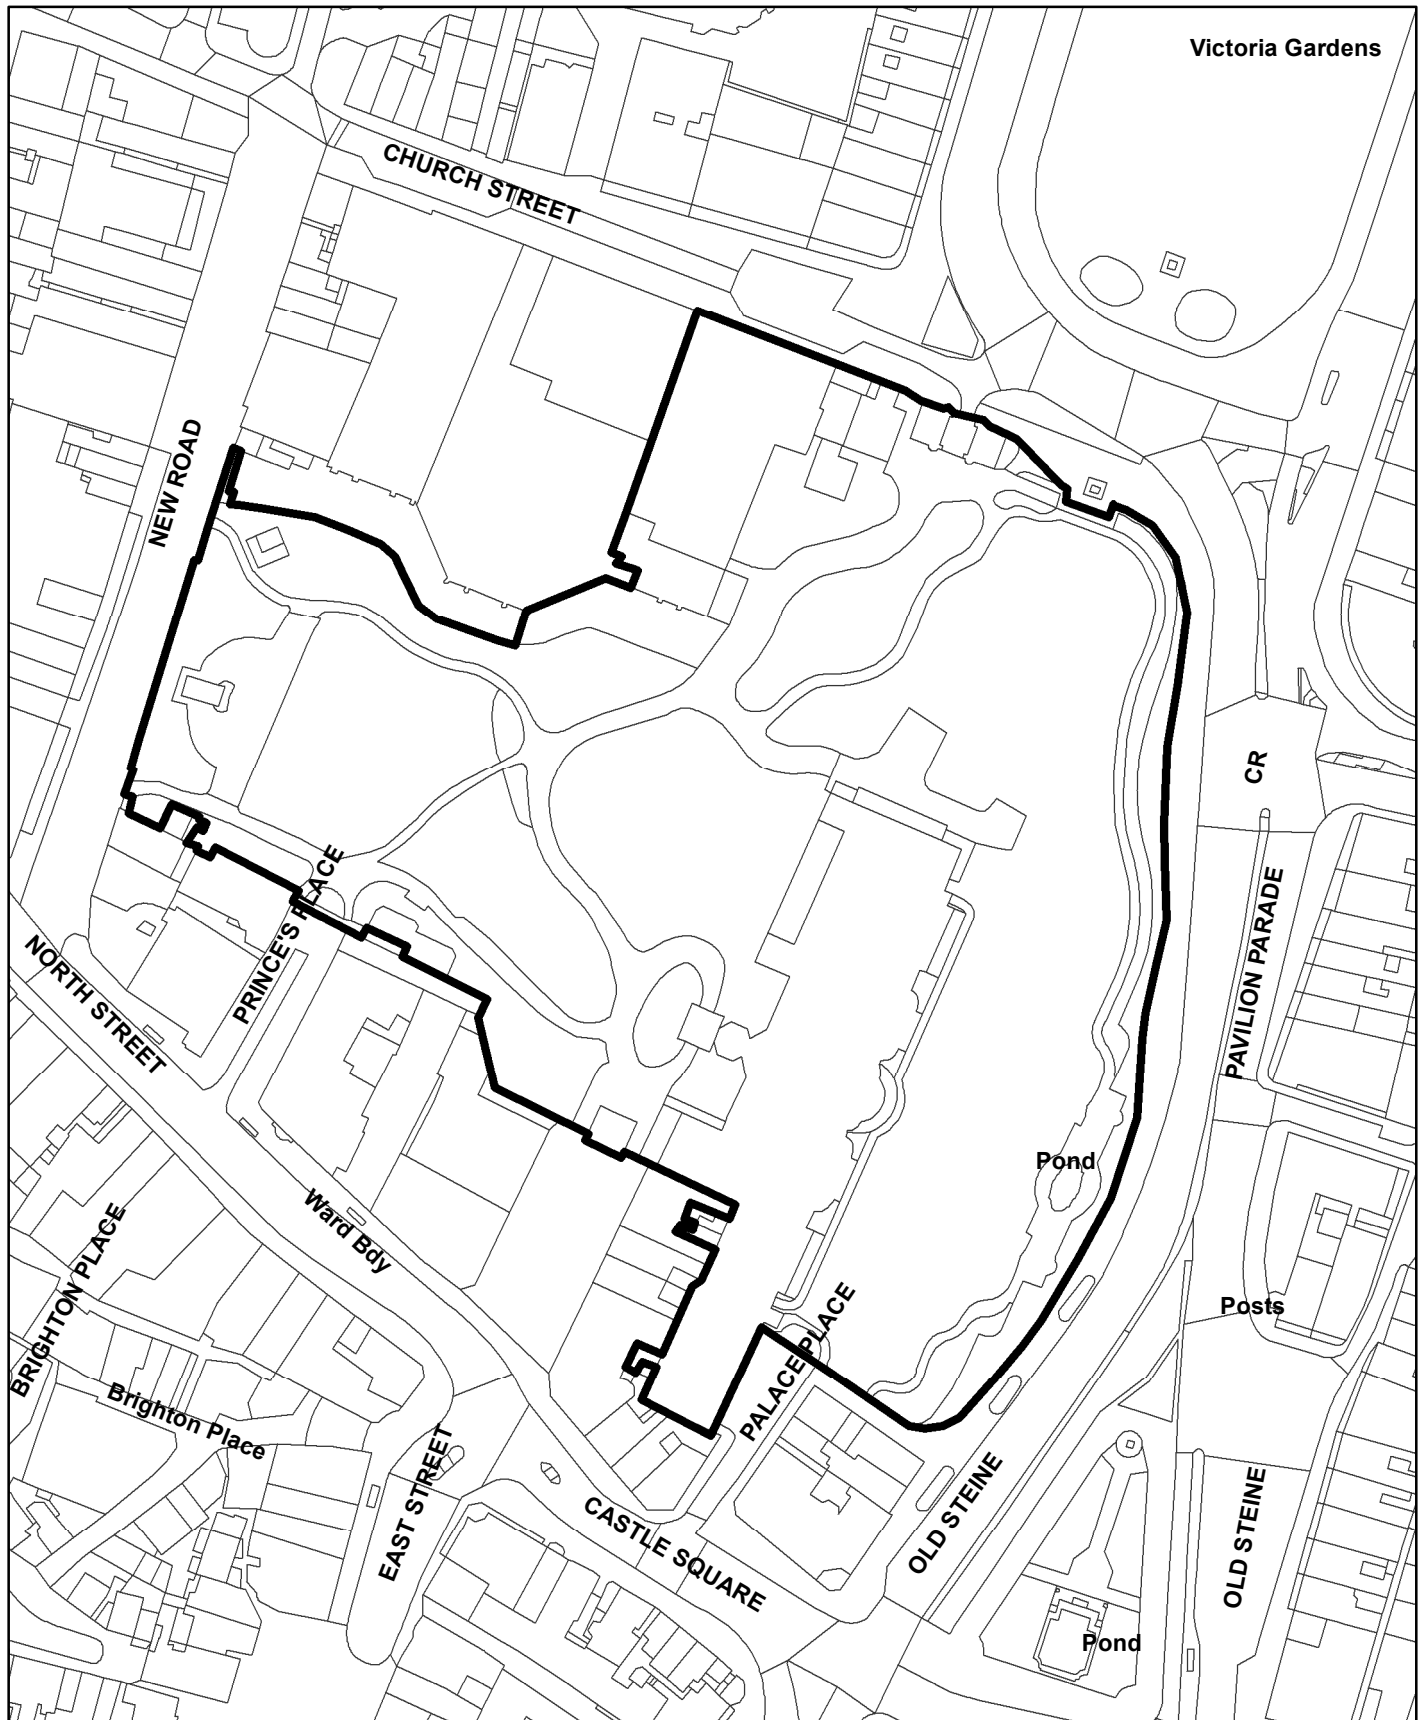 Victoria Gardens
CHURCH STREET
NEW ROAD
CR
PRINCE'S PLACE
PAVILION PARADE
NORTH STREET
Pond
Ward Bdy
BRIGHTON PLACE
Posts
PALACE PLACE
Brighton Place
EAST STREET
CASTLE SQUARE
OLD STEINE
OLD STEINE
Pond